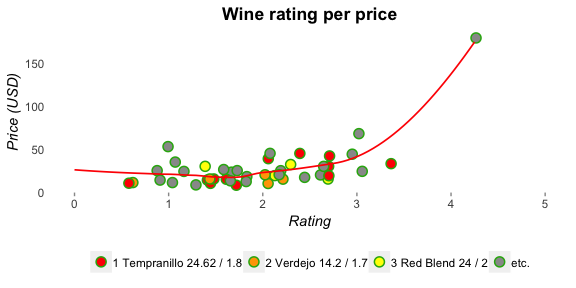 Wine rating per price
Price (USD)
150
100
50
0
0 1 2 3 4 5
Rating
1 Tempranillo 24.62 / 1.8 2 Verdejo 14.2 / 1.7 3 Red Blend 24 / 2 etc.